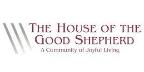 The House of the
Good Shepherd
A Community of Joyful Living